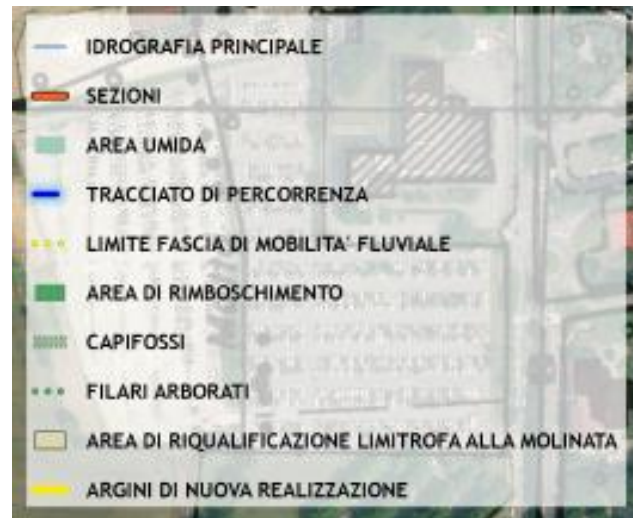 IDROGRAFIA PRINCIPALE
SEZIONI
AREA UMIDA
TRACCIATO DI PERCORRENZA
LIMITE FASCIA DI MOBILITA' FLUVIALE
AREA DI RIMBOSCHIMENTO
CAPIFOSSI
FILARI ARBORATI
AREA DI RIQUALIFICAZIONE LIMITROFA ALLA MOLINATA
ARGINI DI NUOVA REALIZZAZIONE